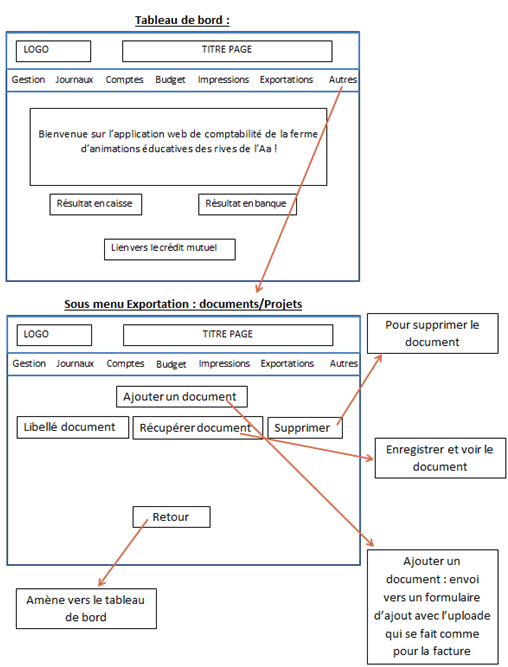 Tableau de bord :
LOGO
TITRE PAGE
Gestion Journaux Comptes Budget Impressions Exportations Autres
Bienvenue sur l'application web de comptabilité de la ferme
d'animations éducatives des rives de l'Aa !
Résultat en caisse
Résultat en banque
Lien vers le crédit mutuel
Sous menu Exportation : documents/Projets
LOGO
TITRE PAGE
Gestion Journaux Comptes Budget Impressions Exportations Autres
Ajouter un document
Libellé document
Récupérer document
Supprimer
Retour
Pour supprimer le
document
Enregistrer et voir le
document
Ajouter un
document : envoi
vers un formulaire
d'ajout avec l'uploade
qui se fait comme
pour la facture
Amène vers le tableau
de bord